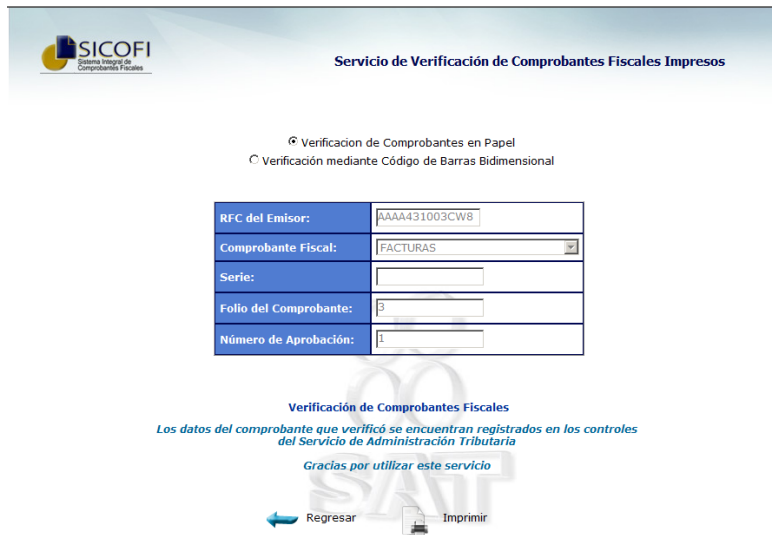 SICOFI
Sistema Integral de
Comprobantes Fiscales
Servicio de Verificación de Comprobantes Fiscales Impresos
Verificacion de Comprobantes en Papel
Verificación mediante Código de Barras Bidimensional
RFC del Emisor: AAAA431003CW8
Comprobante Fiscal: FACTURAS
Serie:
Folio del Comprobante: 3
Número de Aprobación: 1
Verificación de Comprobantes Fiscales
Los datos del comprobante que verificó se encuentran registrados en los controles
del Servicio de Administración Tributaria
Gracias por utilizar este servicio
SAT
Regresar Imprimir